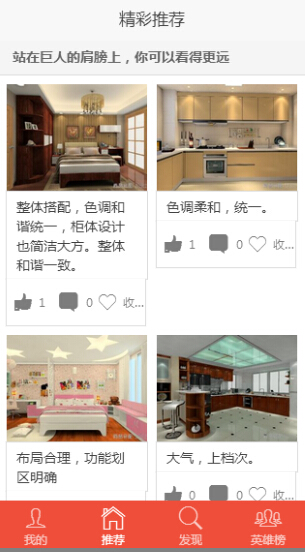 精彩推荐
站在巨人的肩膀上，你可以看得更远
整体搭配，色调和
谐统一，柜体设计
也简洁大方。整体
和谐一致。
1 0 收...
色调柔和，统一。
1 0 收...
布局合理，功能划
区明确
大气，上档次。
0 0 收...
我的 推荐 发现 英雄榜